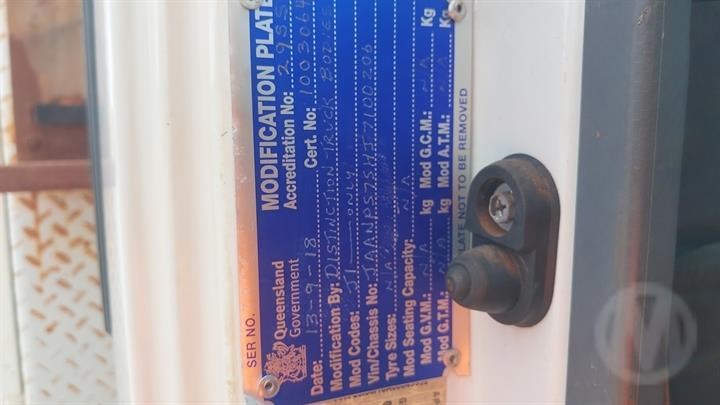 SER NO.
Queensland Government
MODIFICATION PLATE
Accreditation No: 2955
Date: 13-9-18 Cert. No: 1003064
Modification By: DISTINCTION TRUCK BODIES
Mod Codes: J1 — ONLY
Vin/Chassis No: JAANPS75HJ7100206
Tyre Sizes: N/A
Mod Seating Capacity: N/A
Mod G.V.M.: N/A kg Mod G.C.M.: N/A Kg
Mod G.T.M.: N/A kg Mod A.T.M.: N/A Kg
PLATE NOT TO BE REMOVED